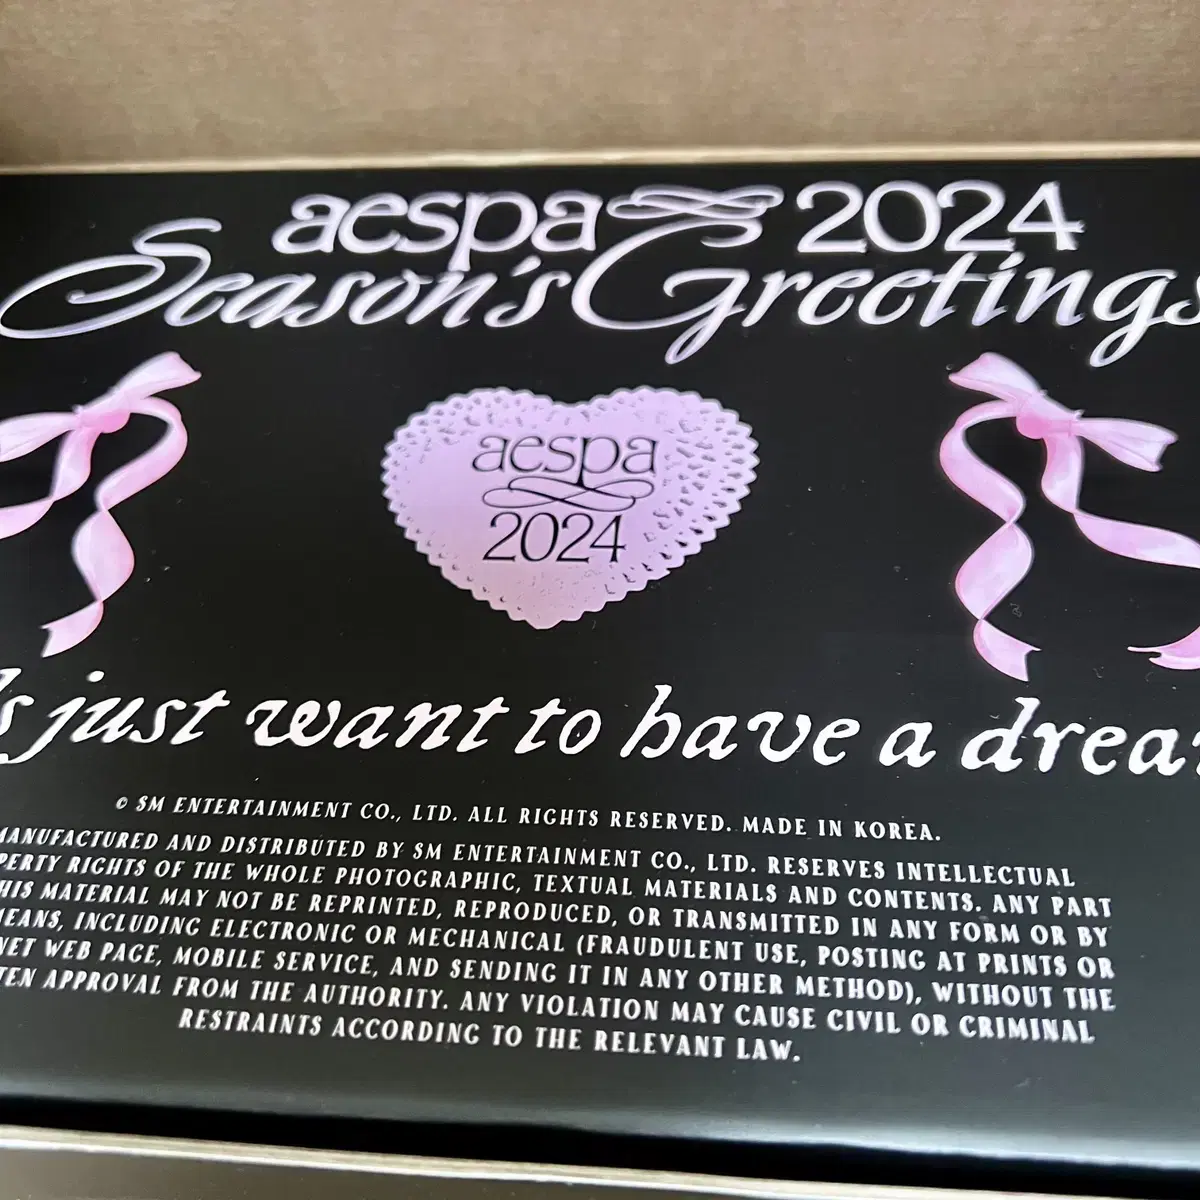 aespa 2024
Season's Greetings
aespa
2024
just want to have a
© SM ENTERTAINMENT CO., LTD. ALL RIGHTS RESERVED. MADE IN KOREA.
MANUFACTURED AND DISTRIBUTED BY SM ENTERTAINMENT CO., LTD. RESERVES INTELLECTUAL
RIGHTS OF THE WHOLE PHOTOGRAPHIC, TEXTUAL MATERIALS AND CONTENTS. ANY PART
MATERIAL MAY NOT BE REPRINTED, REPRODUCED, OR TRANSMITTED IN ANY FORM OR BY
MEANS, INCLUDING ELECTRONIC OR MECHANICAL (FRAUDULENT USE, POSTING AT PRINTS OR
WEB PAGE, MOBILE SERVICE, AND SENDING IT IN ANY OTHER METHOD), WITHOUT THE
APPROVAL FROM THE AUTHORITY. ANY VIOLATION MAY CAUSE CIVIL OR CRIMINAL
RESTRAINTS ACCORDING TO THE RELEVANT LAW.